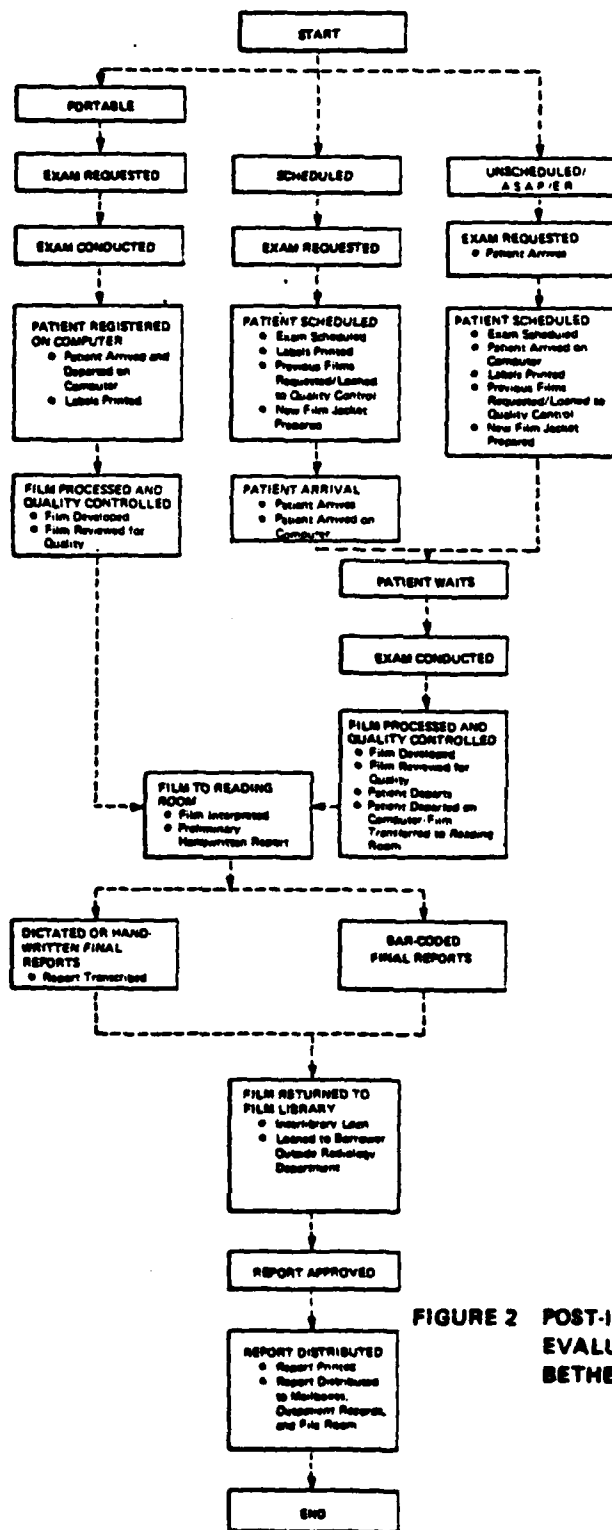 START
PORTABLE
EXAM REQUESTED
SCHEDULED
UNSCHEDULED/
ASAP/ER
EXAM CONDUCTED
EXAM REQUESTED
EXAM REQUESTED
• Patient Arrives
PATIENT REGISTERED
ON COMPUTER
• Patient Arrived and
Departed on
Computer
• Labels Printed
PATIENT SCHEDULED
• Exam Scheduled
• Labels Printed
• Previous Films
Requested/Loaned
to Quality Control
• New Film Jacket
Prepared
PATIENT SCHEDULED
• Exam Scheduled
• Patient Arrived on
Computer
• Labels Printed
• Previous Films
Requested/Loaned to
Quality Control
• New Film Jacket
Prepared
FILM PROCESSED AND
QUALITY CONTROLLED
• Film Developed
• Film Reviewed for
Quality
PATIENT ARRIVAL
• Patient Arrives
• Patient Arrived on
Computer
PATIENT WAITS
EXAM CONDUCTED
FILM PROCESSED AND
QUALITY CONTROLLED
• Film Developed
• Film Reviewed for
Quality
• Patient Departs
• Patient Departed on
Computer-Film
Transferred to Reading
Room
FILM TO READING
ROOM
• Film Interpreted
• Preliminary
Handwritten Report
DICTATED OR HAND-
WRITTEN FINAL
REPORTS
• Report Transcribed
BAR-CODED
FINAL REPORTS
FILM RETURNED TO
FILM LIBRARY
• Interlibrary Loan
• Loaned to Borrower
Outside Radiology
Department
REPORT APPROVED
REPORT DISTRIBUTED
• Report Printed
• Report Distributed
to Mailboxes,
Outpatient Records,
and File Room
END
FIGURE 2 POST-I
EVALU
BETHE